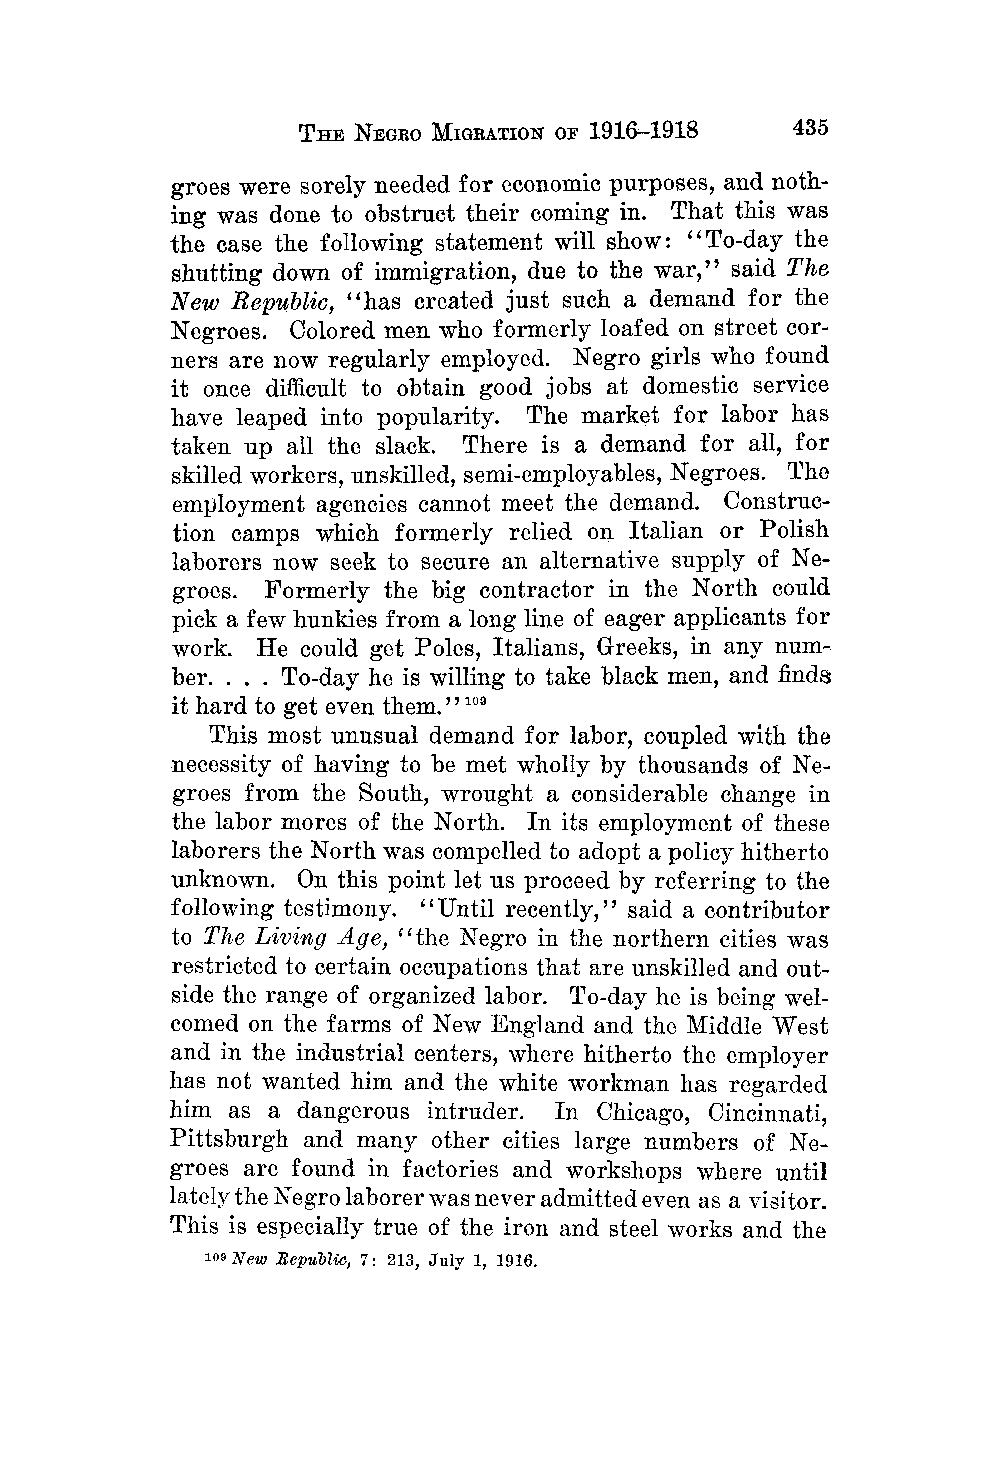 THE NEGRO MIGRATION OF 1916–1918 435
groes were sorely needed for economic purposes, and noth-
ing was done to obstruct their coming in. That this was
the case the following statement will show: “To-day the
shutting down of immigration, due to the war,” said The
New Republic, “has created just such a demand for the
Negroes. Colored men who formerly loafed on street cor-
ners are now regularly employed. Negro girls who found
it once difficult to obtain good jobs at domestic service
have leaped into popularity. The market for labor has
taken up all the slack. There is a demand for all, for
skilled workers, unskilled, semi-employables, Negroes. The
employment agencies cannot meet the demand. Construc-
tion camps which formerly relied on Italian or Polish
laborers now seek to secure an alternative supply of Ne-
groes. Formerly the big contractor in the North could
pick a few hunkies from a long line of eager applicants for
work. He could get Poles, Italians, Greeks, in any num-
ber. . . . To-day he is willing to take black men, and finds
it hard to get even them.”109
This most unusual demand for labor, coupled with the
necessity of having to be met wholly by thousands of Ne-
groes from the South, wrought a considerable change in
the labor mores of the North. In its employment of these
laborers the North was compelled to adopt a policy hitherto
unknown. On this point let us proceed by referring to the
following testimony. “Until recently,” said a contributor
to The Living Age, “the Negro in the northern cities was
restricted to certain occupations that are unskilled and out-
side the range of organized labor. To-day he is being wel-
comed on the farms of New England and the Middle West
and in the industrial centers, where hitherto the employer
has not wanted him and the white workman has regarded
him as a dangerous intruder. In Chicago, Cincinnati,
Pittsburgh and many other cities large numbers of Ne-
groes are found in factories and workshops where until
lately the Negro laborer was never admitted even as a visitor.
This is especially true of the iron and steel works and the
109 New Republic, 7: 213, July 1, 1916.